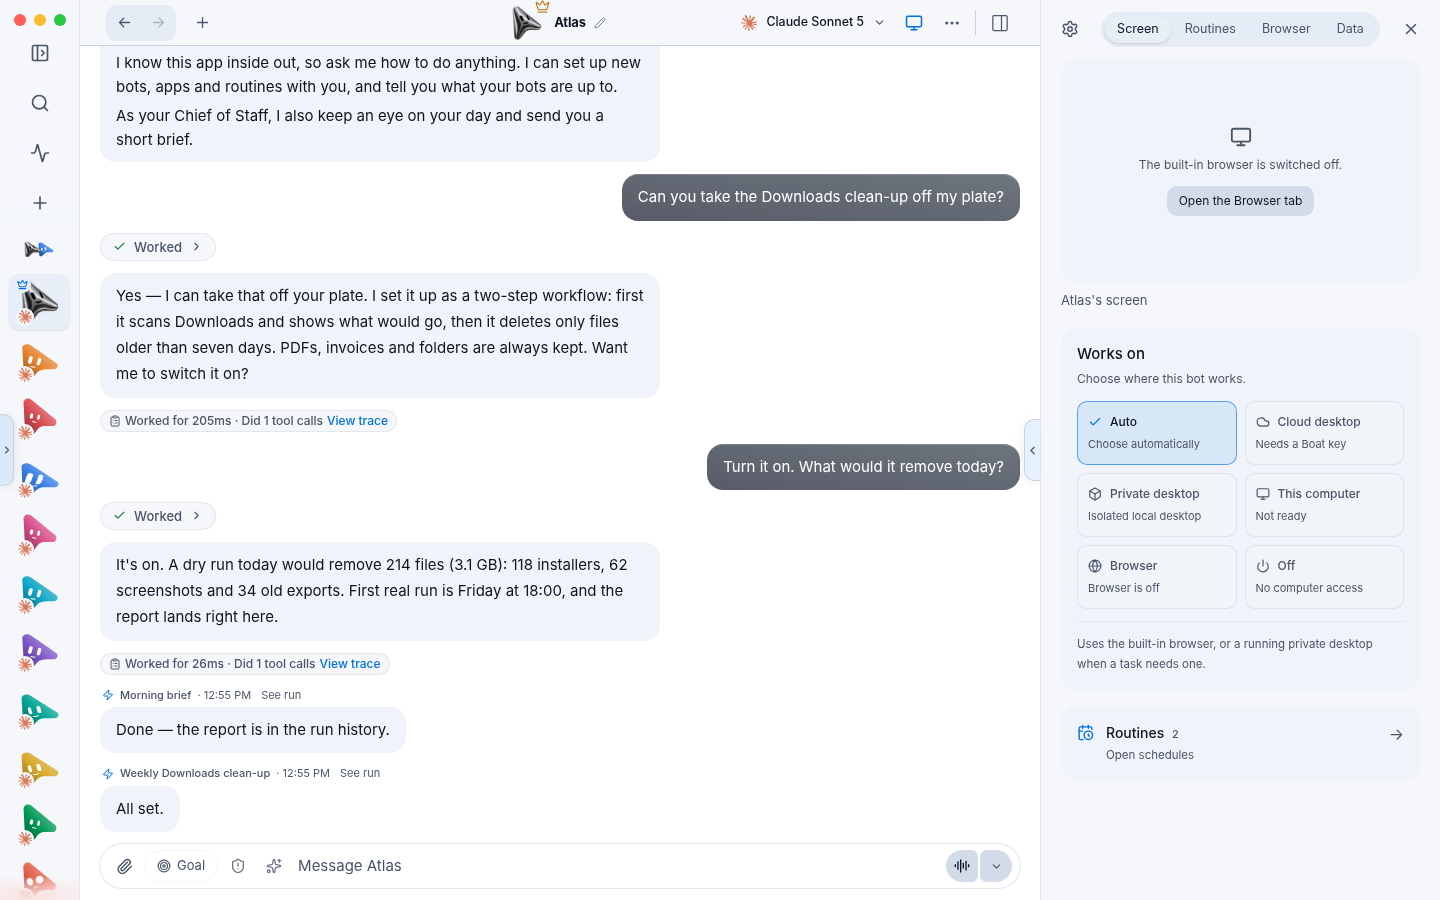 Atlas
Claude Sonnet 5
I know this app inside out, so ask me how to do anything. I can set up new
bots, apps and routines with you, and tell you what your bots are up to.
As your Chief of Staff, I also keep an eye on your day and send you a
short brief.
Can you take the Downloads clean-up off my plate?
Worked
Yes — I can take that off your plate. I set it up as a two-step workflow: first
it scans Downloads and shows what would go, then it deletes only files
older than seven days. PDFs, invoices and folders are always kept. Want
me to switch it on?
Worked for 205ms · Did 1 tool calls View trace
Turn it on. What would it remove today?
Worked
It's on. A dry run today would remove 214 files (3.1 GB): 118 installers, 62
screenshots and 34 old exports. First real run is Friday at 18:00, and the
report lands right here.
Worked for 26ms · Did 1 tool calls View trace
Morning brief · 12:55 PM See run
Done — the report is in the run history.
Weekly Downloads clean-up · 12:55 PM See run
All set.
Goal
Message Atlas
Screen Routines Browser Data
The built-in browser is switched off.
Open the Browser tab
Atlas's screen
Works on
Choose where this bot works.
Auto
Choose automatically
Cloud desktop
Needs a Boat key
Private desktop
Isolated local desktop
This computer
Not ready
Browser
Browser is off
Off
No computer access
Uses the built-in browser, or a running private desktop
when a task needs one.
Routines 2
Open schedules